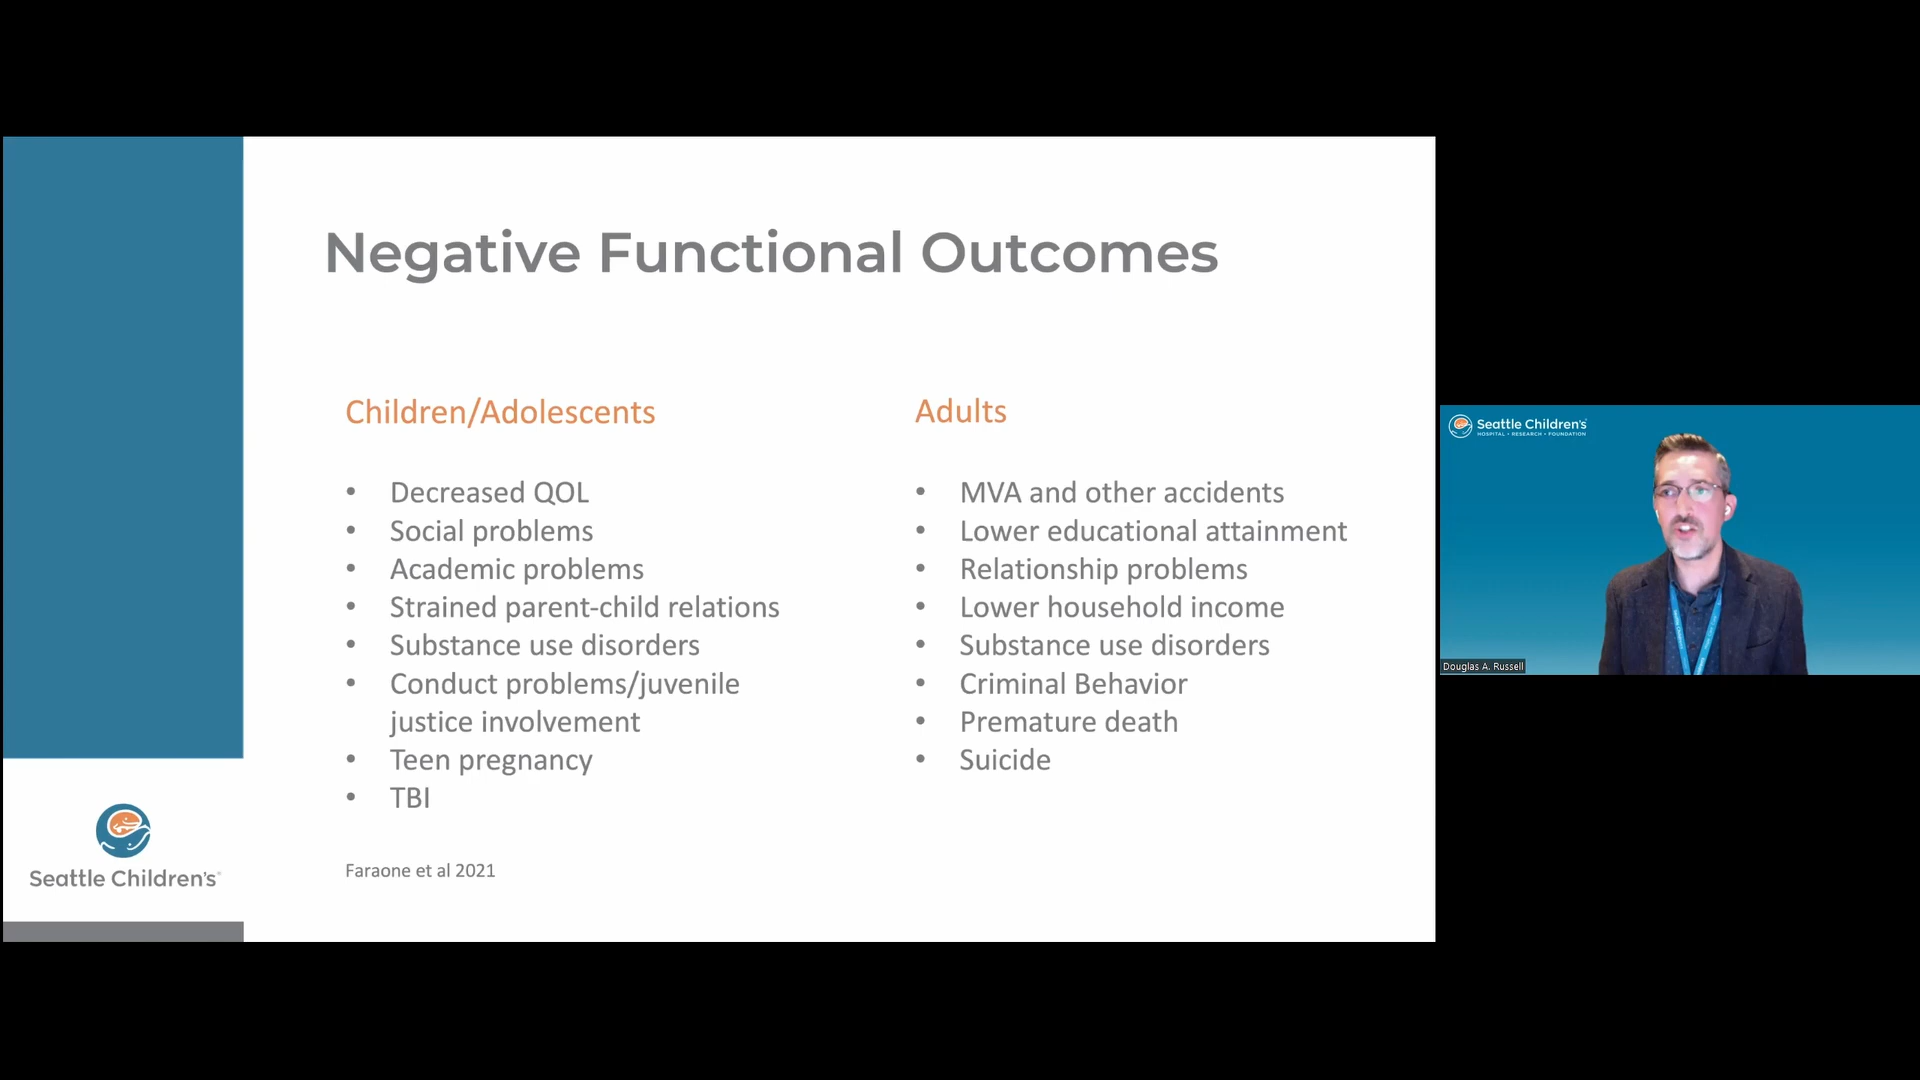 Negative Functional Outcomes
Children/Adolescents
• Decreased QOL
• Social problems
• Academic problems
• Strained parent-child relations
• Substance use disorders
• Conduct problems/juvenile
justice involvement
• Teen pregnancy
• TBI
Faraone et al 2021
Adults
• MVA and other accidents
• Lower educational attainment
• Relationship problems
• Lower household income
• Substance use disorders
• Criminal Behavior
• Premature death
• Suicide
Seattle Children's
Seattle Children's
HOSPITAL • RESEARCH • FOUNDATION
Douglas A. Russell